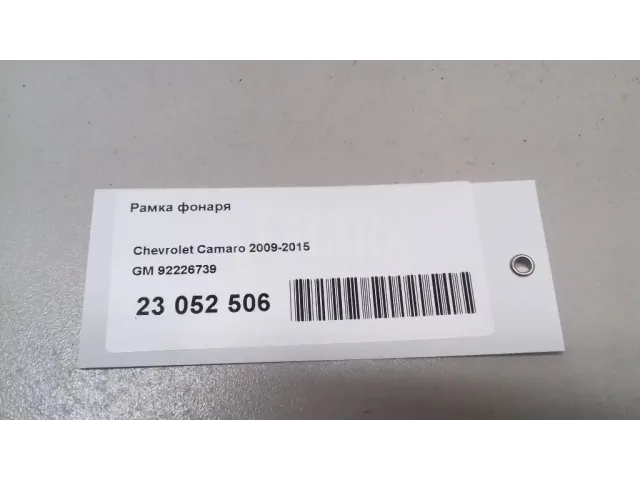 Рамка фонаря
Chevrolet Camaro 2009-2015
GM 92226739
23 052 506